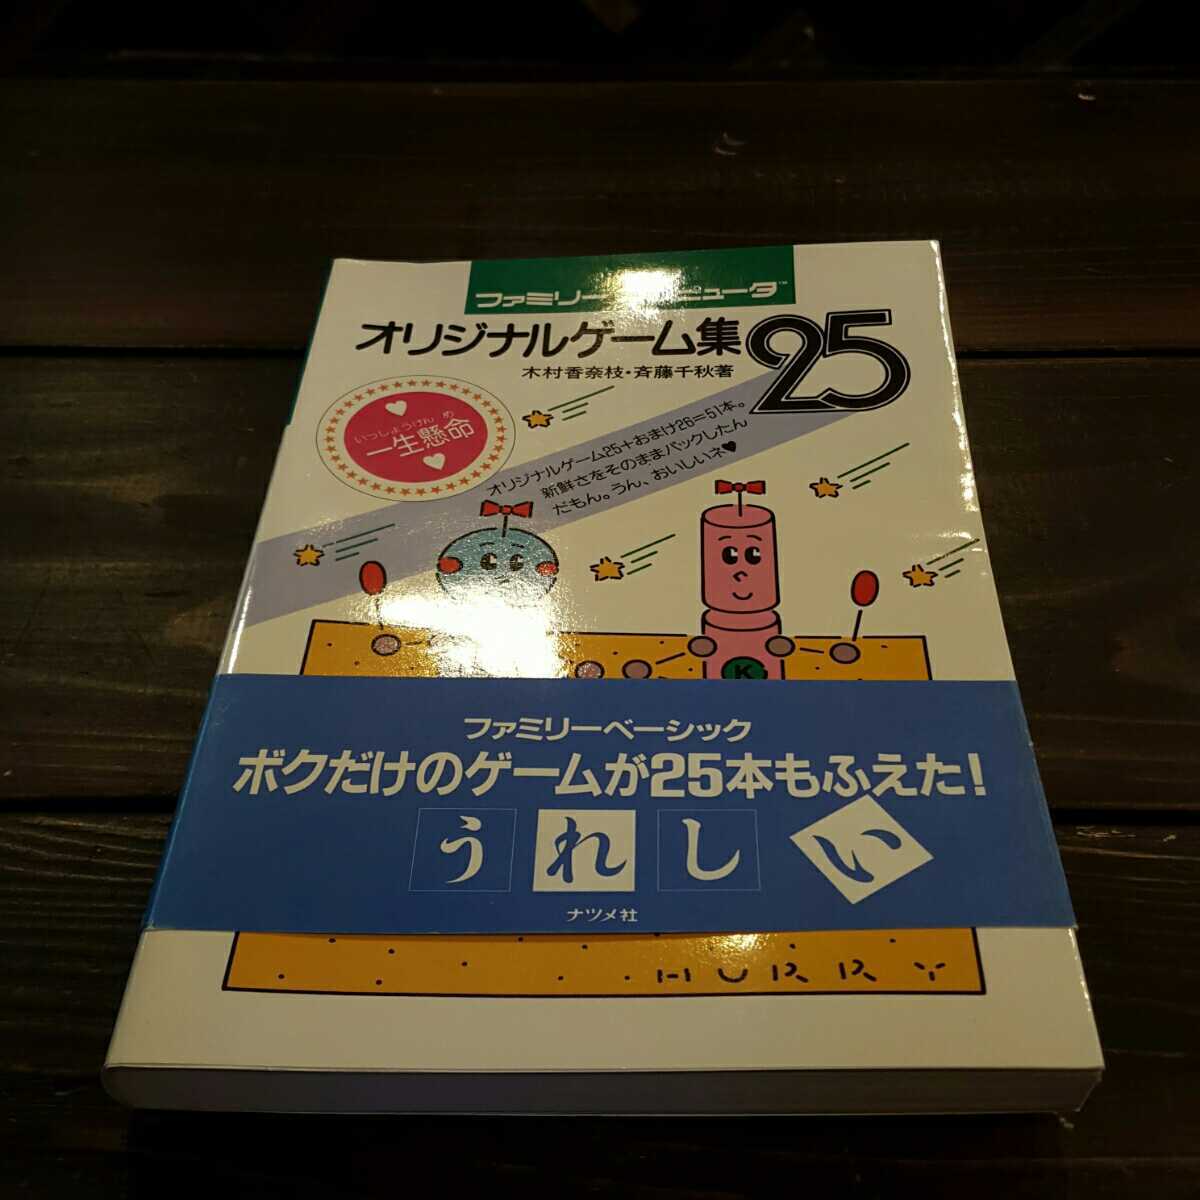 ファミリーコンピュータ™
オリジナルゲーム集25
木村香奈枝・斉藤千秋著
いっしょうけんめ
一生懸命
オリジナルゲーム25+おまけ26=51本。
新鮮さをそのままパックしたん
だもん。うん、おいしいネ♥
K
ファミリーベーシック
ボクだけのゲームが25本もふえた!
うれしい
ナツメ社
HURRY